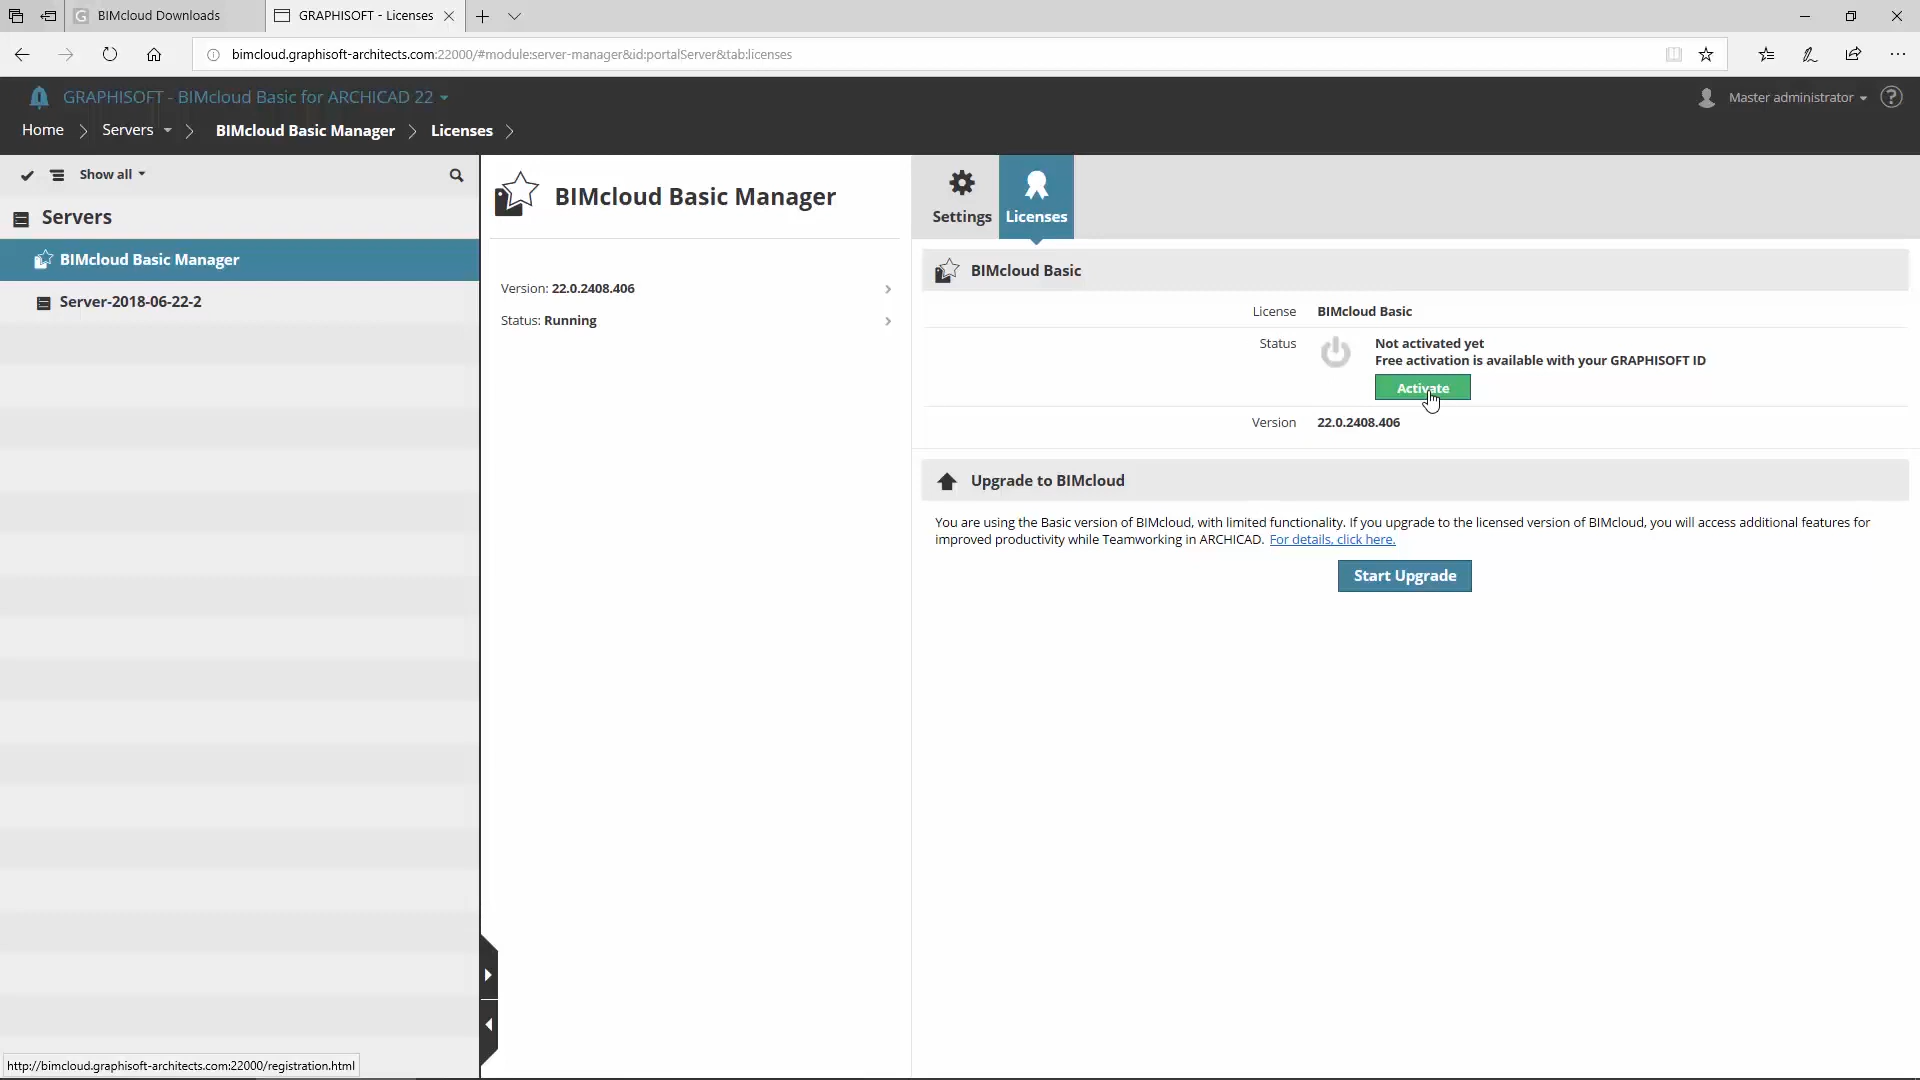 BIMcloud Downloads
GRAPHISOFT - Licenses
bimcloud.graphisoft-architects.com:22000/#module:server-manager&id:portalServer&tab:licenses
GRAPHISOFT - BIMcloud Basic for ARCHICAD 22
Master administrator
?
Home
Servers
BIMcloud Basic Manager
Licenses
Show all
Servers
BIMcloud Basic Manager
Server-2018-06-22-2
BIMcloud Basic Manager
Version: 22.0.2408.406
Status: Running
Settings
Licenses
BIMcloud Basic
License BIMcloud Basic
Status Not activated yet
Free activation is available with your GRAPHISOFT ID
Activate
Version 22.0.2408.406
Upgrade to BIMcloud
You are using the Basic version of BIMcloud, with limited functionality. If you upgrade to the licensed version of BIMcloud, you will access additional features for
improved productivity while Teamworking in ARCHICAD. For details, click here.
Start Upgrade
http://bimcloud.graphisoft-architects.com:22000/registration.html